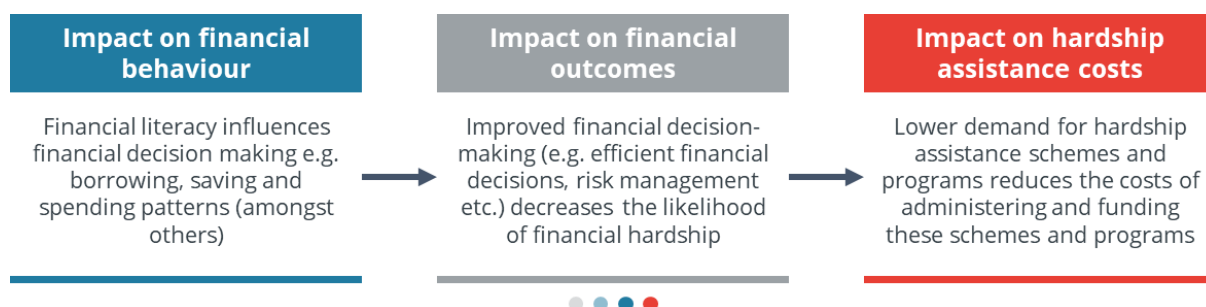 Impact on financial
behaviour
Financial literacy influences
financial decision making e.g.
borrowing, saving and
spending patterns (amongst
others)
Impact on financial
outcomes
Improved financial decision-
making (e.g. efficient financial
decisions, risk management
etc.) decreases the likelihood
of financial hardship
Impact on hardship
assistance costs
Lower demand for hardship
assistance schemes and
programs reduces the costs of
administering and funding
these schemes and programs